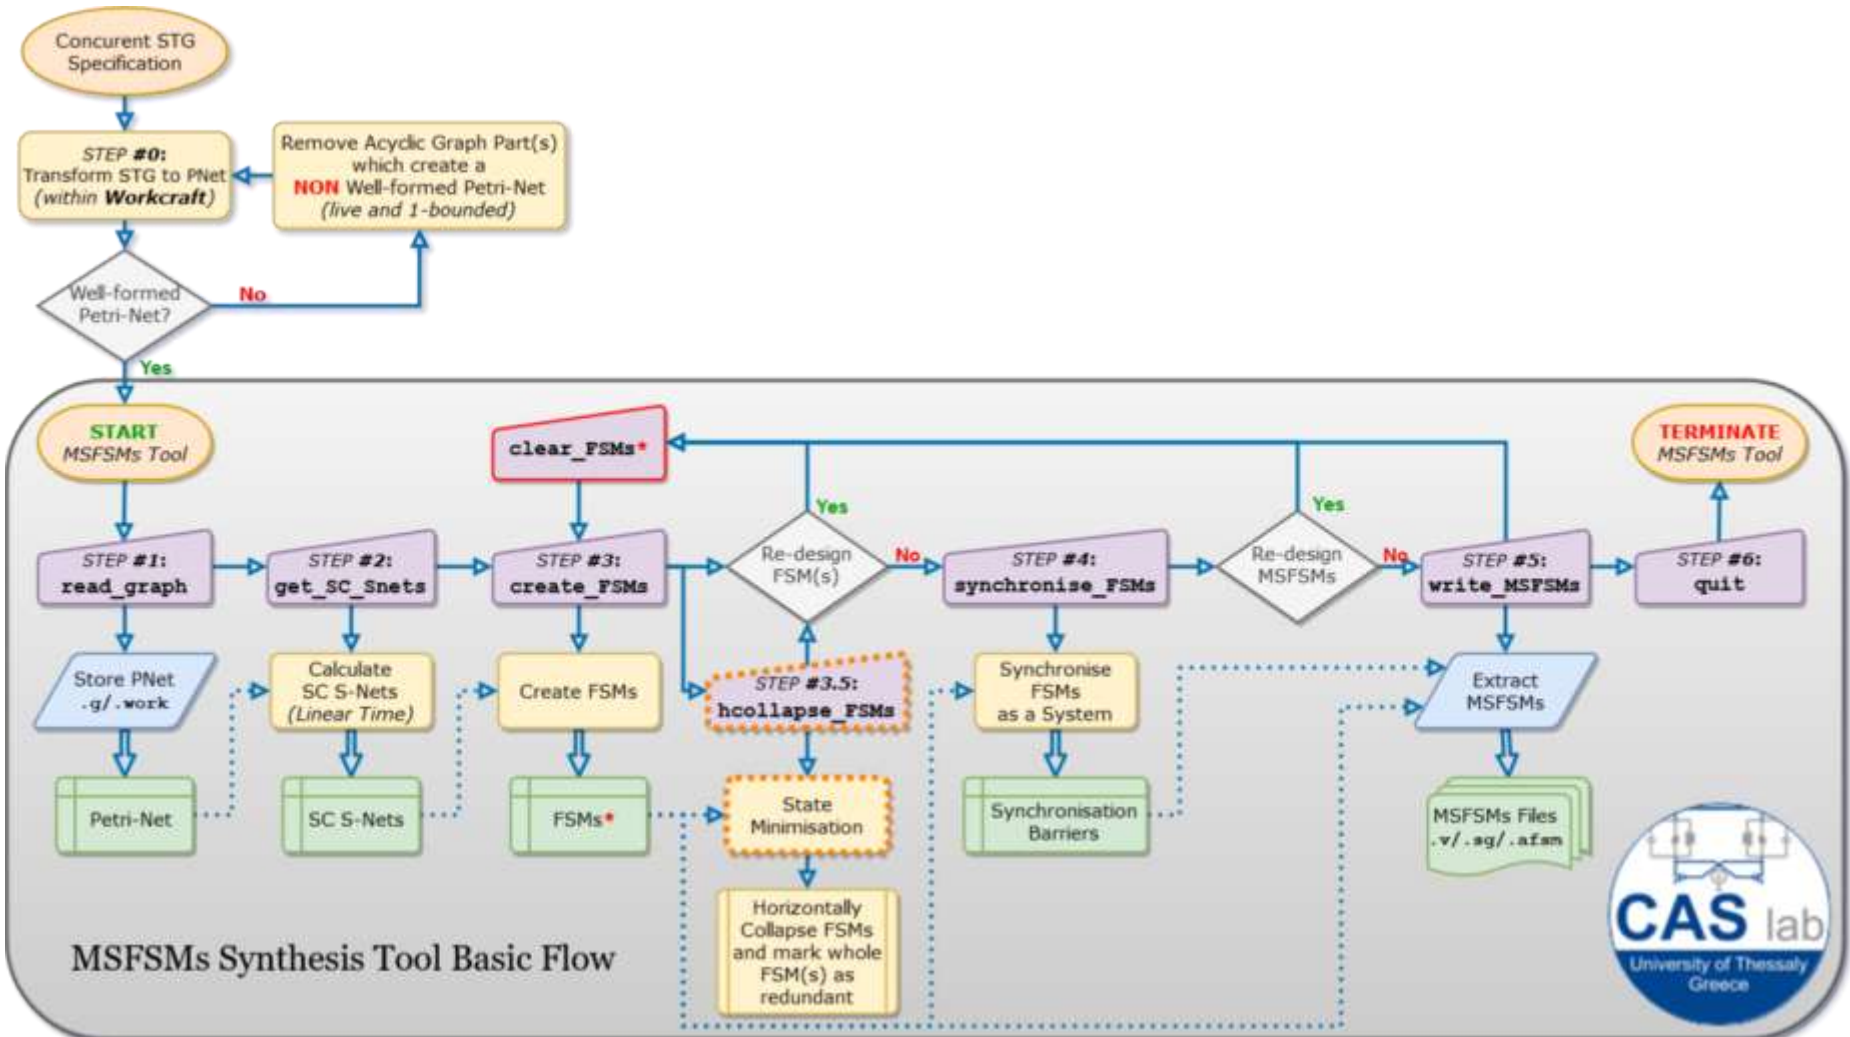 Concurent STG
Specification
STEP #0:
Transform STG to PNet
(within Workcraft)
Remove Acyclic Graph Part(s)
which create a
NON Well-formed Petri-Net
(live and 1-bounded)
Well-formed
Petri-Net?
No
Yes
START
MSFSMs Tool
clear_FSMs*
TERMINATE
MSFSMs Tool
STEP #1:
read_graph
STEP #2:
get_SC_Snets
STEP #3:
create_FSMs
Re-design
FSM(s)
Yes
No
STEP #4:
synchronise_FSMs
Re-design
MSFSMs
Yes
No
STEP #5:
write_MSFSMs
STEP #6:
quit
Store PNet
.g/.work
Calculate
SC S-Nets
(Linear Time)
Create FSMs
STEP #3.5:
hcollapse_FSMs
Synchronise
FSMs
as a System
Extract
MSFSMs
Petri-Net
SC S-Nets
FSMs*
State
Minimisation
Synchronisation
Barriers
MSFSMs Files
.v/.sg/.afsm
Horizontally
Collapse FSMs
and mark whole
FSM(s) as
redundant
MSFSMs Synthesis Tool Basic Flow
CAS lab
University of Thessaly
Greece